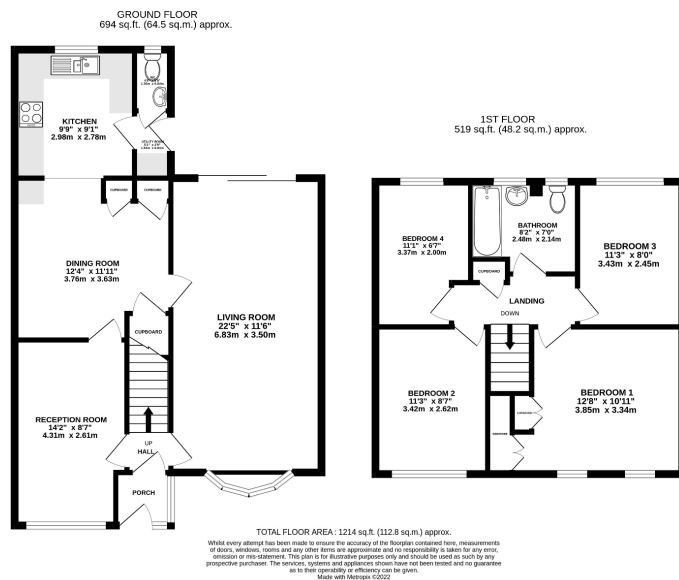 GROUND FLOOR
694 sq.ft. (64.5 sq.m.) approx.
KITCHEN
9'9" x 9'1"
2.98m x 2.78m
UTILITY ROOM
CUPBOARD
CUPBOARD
DINING ROOM
12'4" x 11'11"
3.76m x 3.63m
LIVING ROOM
22'5" x 11'6"
6.83m x 3.50m
CUPBOARD
RECEPTION ROOM
14'2" x 8'7"
4.31m x 2.61m
UP
HALL
PORCH
1ST FLOOR
519 sq.ft. (48.2 sq.m.) approx.
BEDROOM 4
11'1" x 6'7"
3.37m x 2.00m
BATHROOM
8'2" x 7'0"
2.48m x 2.14m
BEDROOM 3
11'3" x 8'0"
3.43m x 2.45m
CUPBOARD
LANDING
DOWN
BEDROOM 2
11'3" x 8'7"
3.42m x 2.62m
BEDROOM 1
12'8" x 10'11"
3.85m x 3.34m
TOTAL FLOOR AREA : 1214 sq.ft. (112.8 sq.m.) approx.
Whilst every attempt has been made to ensure the accuracy of the floorplan contained here, measurements
of doors, windows, rooms and any other items are approximate and no responsibility is taken for any error,
omission or mis-statement. This plan is for illustrative purposes only and should be used as such by any
prospective purchaser. The services, systems and appliances shown have not been tested and no guarantee
as to their operability or efficiency can be given.
Made with Metropix ©2022